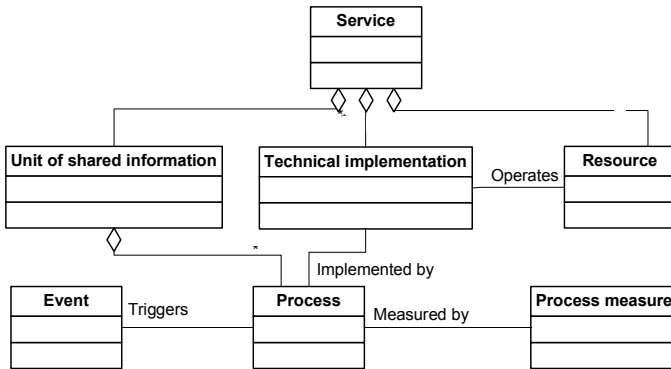 Service
Unit of shared information
Technical implementation
Resource
Operates
Implemented by
Event
Triggers
Process
Measured by
Process measure